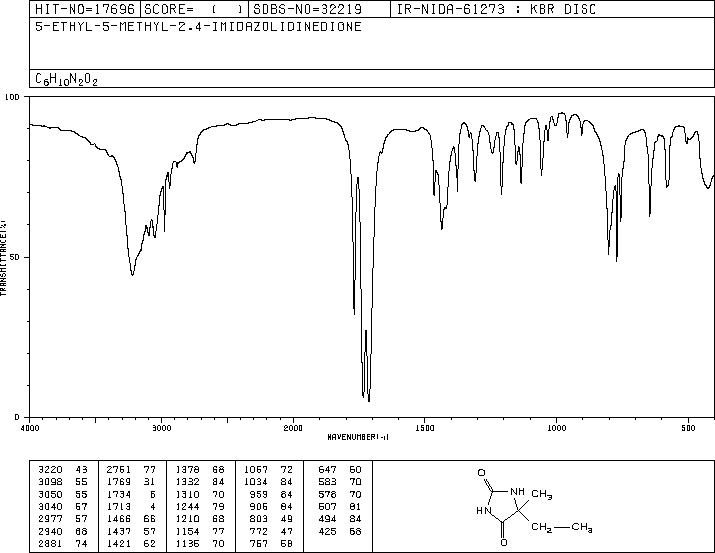 HIT-NO=17696 SCORE= ( ) SDBS-NO=32219 IR-NIDA-61273 : KBR DISC
5-ETHYL-5-METHYL-2.4-IMIDAZOLIDINEDIONE
C6H10N2O2
100
50
0
TRANSMITTANCE(%)
4000 3000 2000 1500 1000 500
WAVENUMBER(-1)
3220 43 2761 77 1378 68 1067 72 647 60
3098 55 1769 31 1332 84 1034 84 583 70
3050 55 1734 6 1310 70 959 84 578 70
3040 57 1713 4 1244 79 906 84 507 81
2977 57 1466 66 1210 68 803 49 494 84
2940 68 1437 57 1154 77 772 47 425 68
2881 74 1421 62 1136 70 757 58
O
NH CH3
HN
CH2 CH3
O